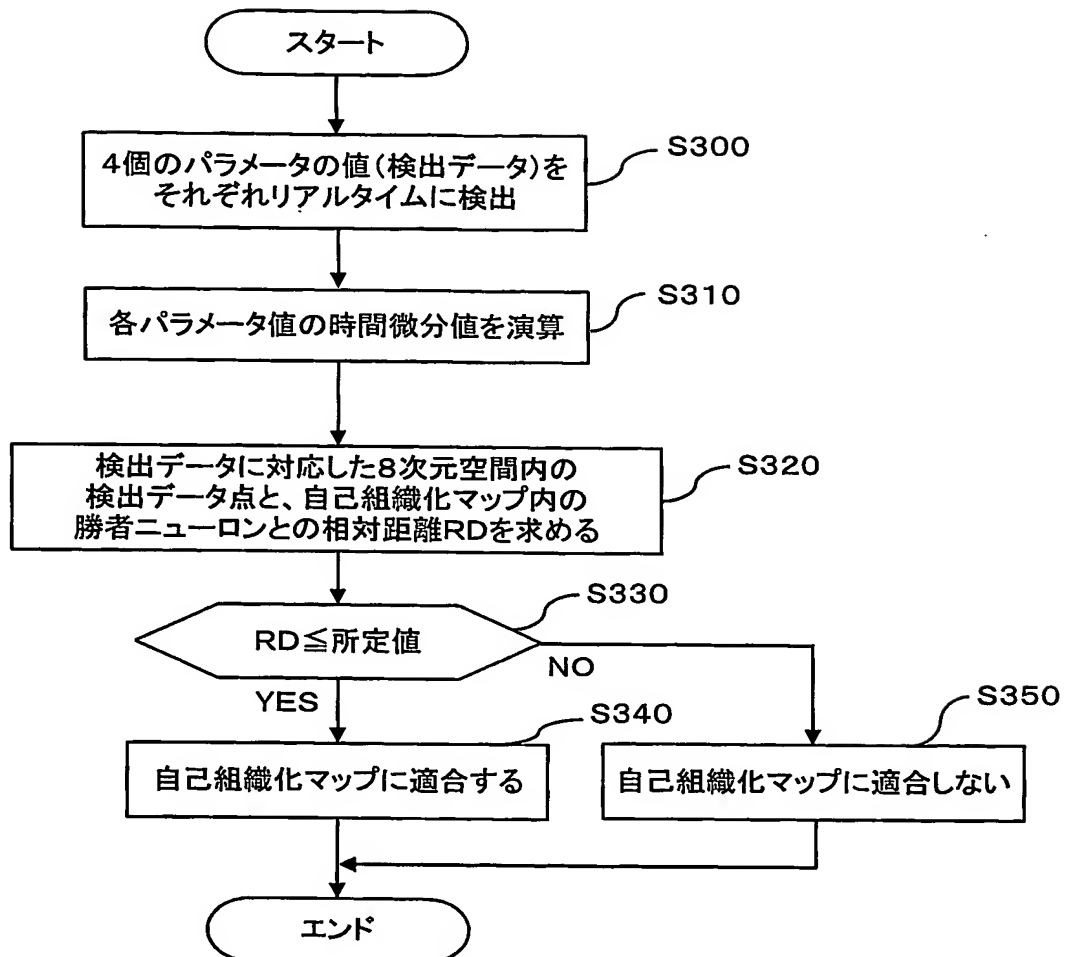 スタート
S300
4個のパラメータの値(検出データ)を
それぞれリアルタイムに検出
S310
各パラメータ値の時間微分値を演算
S320
検出データに対応した8次元空間内の
検出データ点と、自己組織化マップ内の
勝者ニューロンとの相対距離RDを求める
S330
RD≦所定値
NO
YES
S340
S350
自己組織化マップに適合する
自己組織化マップに適合しない
エンド